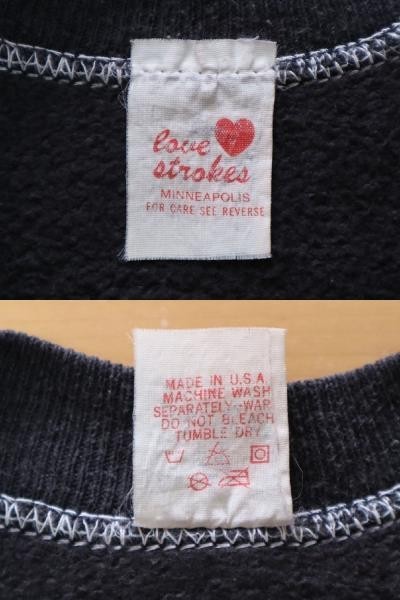 love
strokes
MINNEAPOLIS
FOR CARE SEE REVERSE
MADE IN U.S.A.
MACHINE WASH
SEPARATELY-WAR
DO NOT BLEACH
TUMBLE DRY